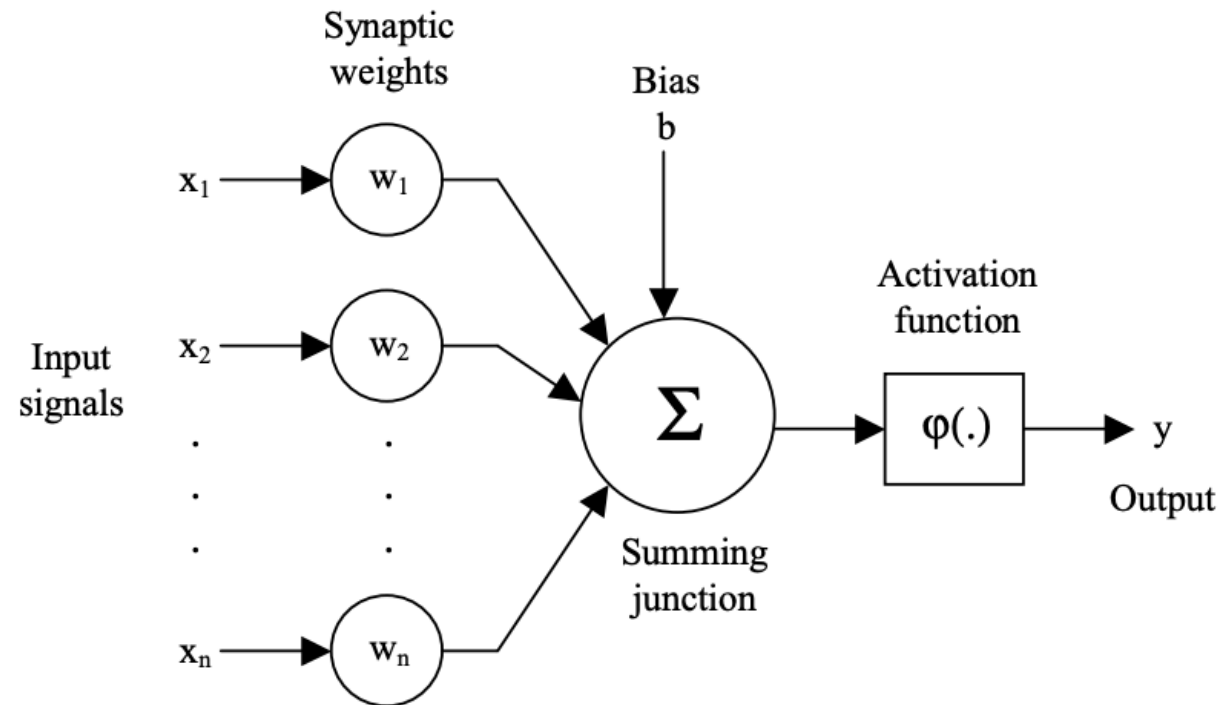 Synaptic
weights
Bias
b
x₁
w₁
Activation
function
x₂
w₂
Input
signals
Σ
φ(.)
y
Output
.
.
.
.
.
.
Summing
junction
xₙ
wₙ